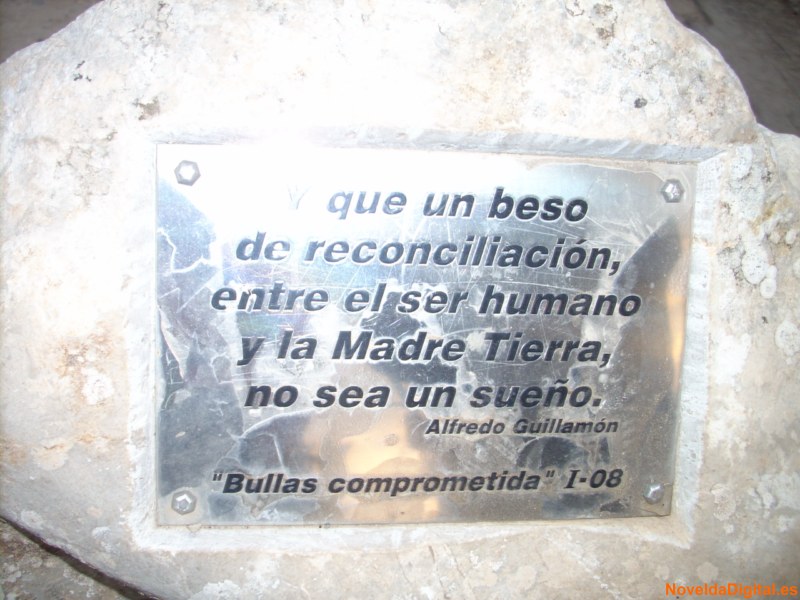 Y que un beso
de reconciliación,
entre el ser humano
y la Madre Tierra,
no sea un sueño.
Alfredo Guillamón
"Bullas comprometida" I-08
NoveldaDigital.es